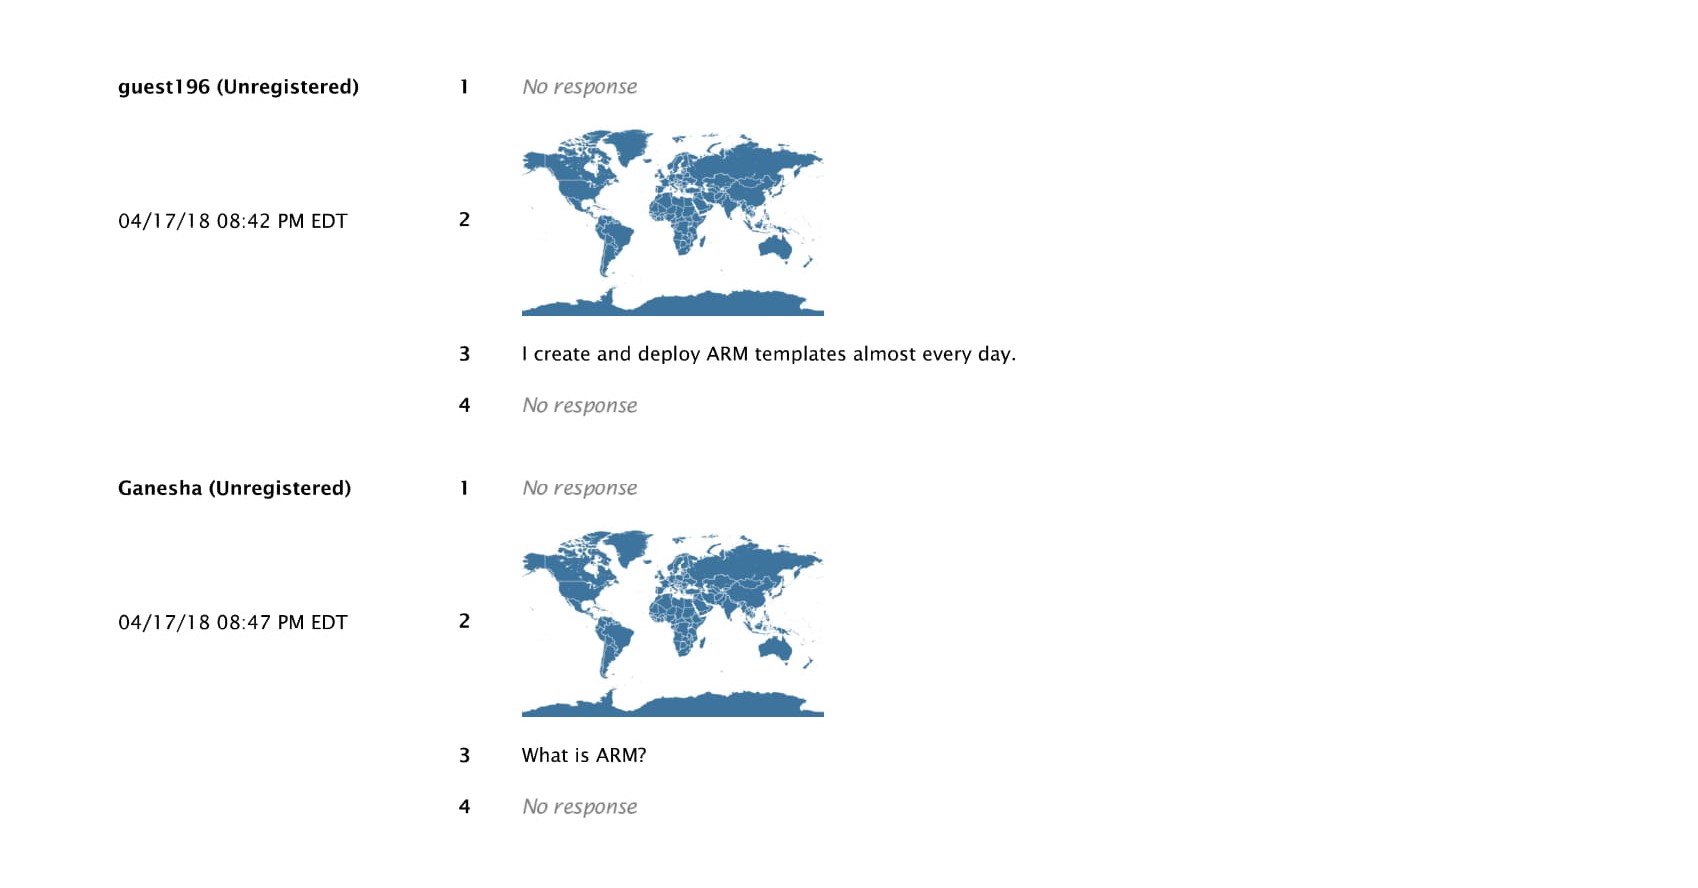 guest196 (Unregistered) 1 No response
04/17/18 08:42 PM EDT 2
3 I create and deploy ARM templates almost every day.
4 No response
Ganesha (Unregistered) 1 No response
04/17/18 08:47 PM EDT 2
3 What is ARM?
4 No response